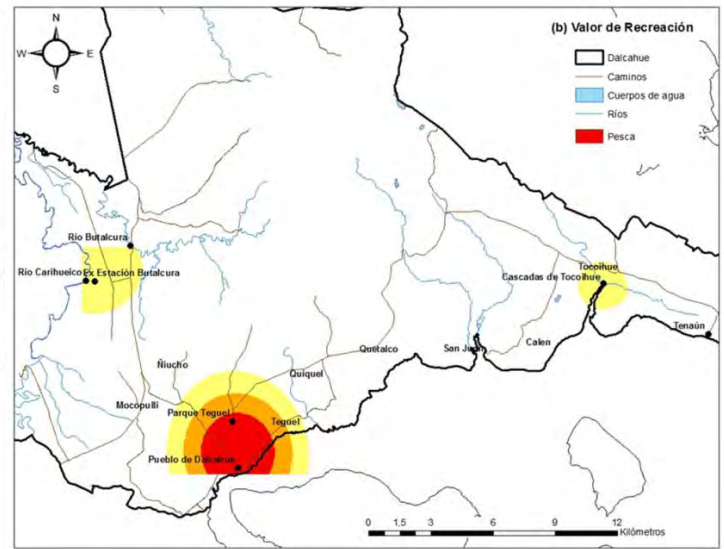 N
W E
S
(b) Valor de Recreación
Dalcahue
Caminos
Cuerpos de agua
Ríos
Pesca
Río Butalcura
Río Carihueico
Ex Estación Butalcura
Tocoihue
Cascadas de Tocoihue
Tenaún
San Juan
Calen
Quetalco
Quiquel
Ñiucho
Mocopulli
Parque Teguel
Teguel
Pueblo de Dalcahue
0 1,5 3 6 9 12
Kilómetros